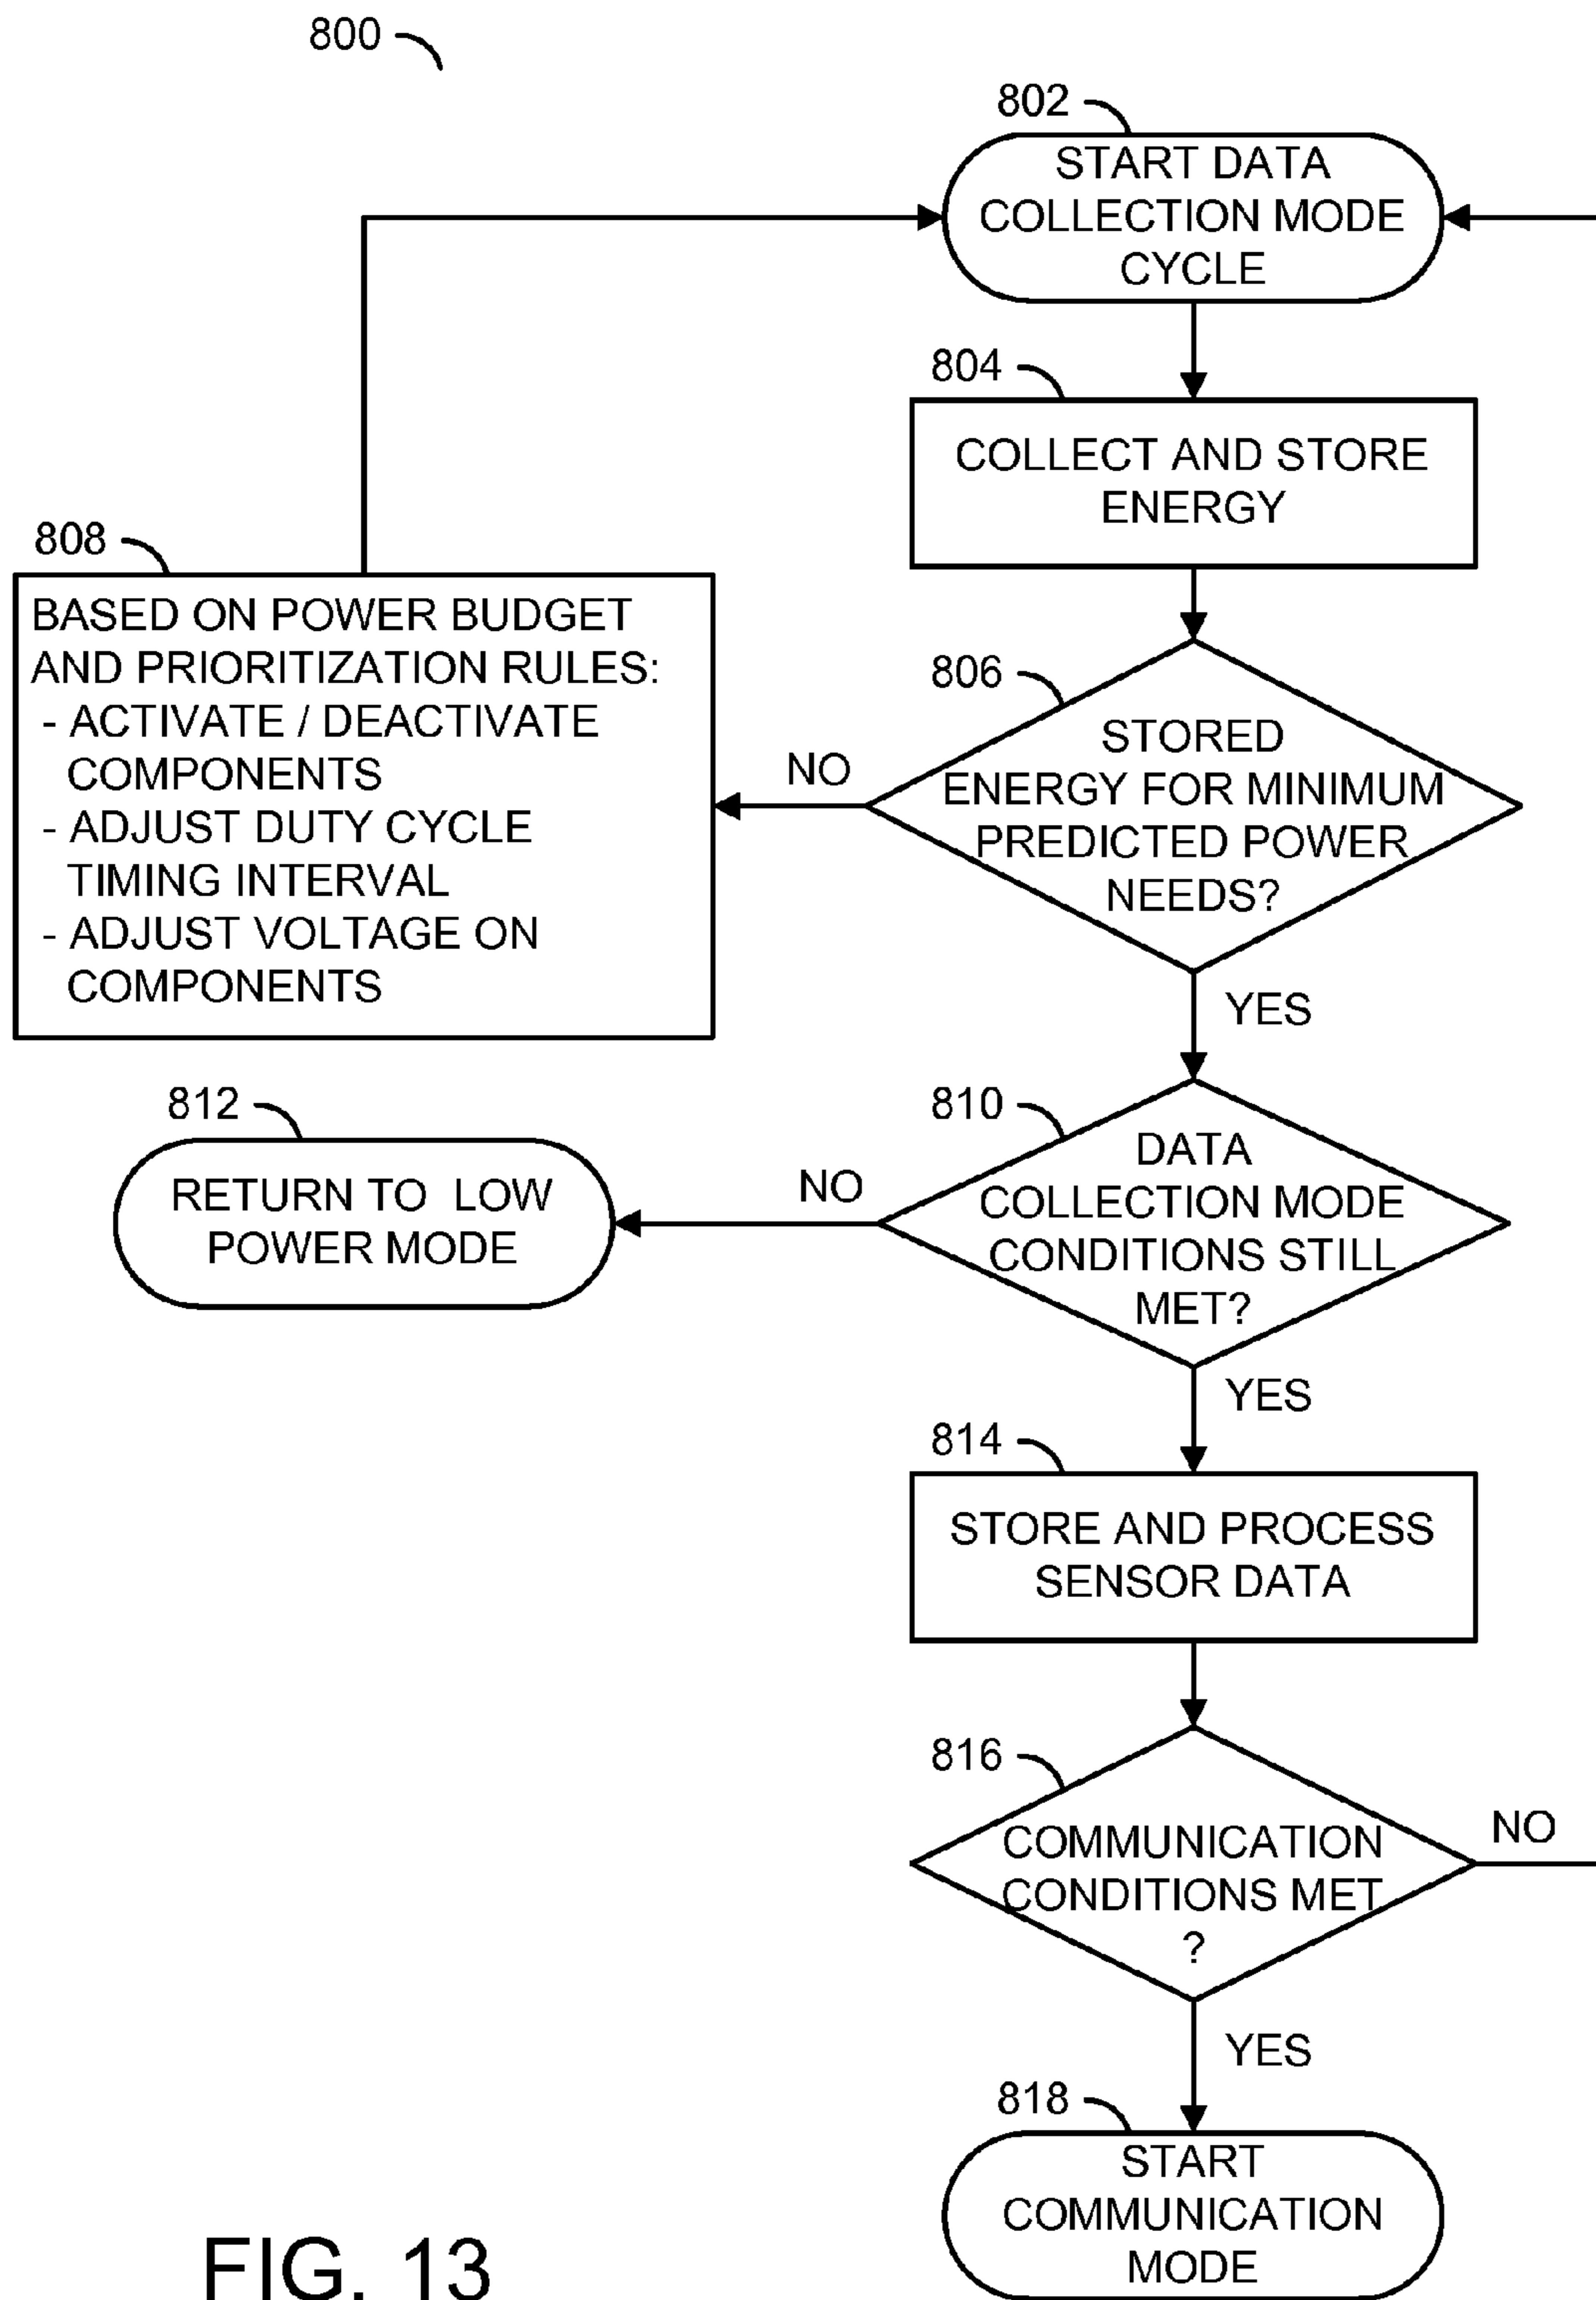 800
802
START DATA
COLLECTION MODE
CYCLE
804
COLLECT AND STORE
ENERGY
808
BASED ON POWER BUDGET
AND PRIORITIZATION RULES:
- ACTIVATE / DEACTIVATE
COMPONENTS
- ADJUST DUTY CYCLE
TIMING INTERVAL
- ADJUST VOLTAGE ON
COMPONENTS
806
STORED
ENERGY FOR MINIMUM
PREDICTED POWER
NEEDS?
NO
YES
812
RETURN TO LOW
POWER MODE
810
DATA
COLLECTION MODE
CONDITIONS STILL
MET?
NO
YES
814
STORE AND PROCESS
SENSOR DATA
816
COMMUNICATION
CONDITIONS MET
?
NO
YES
818
START
COMMUNICATION
MODE
FIG. 13